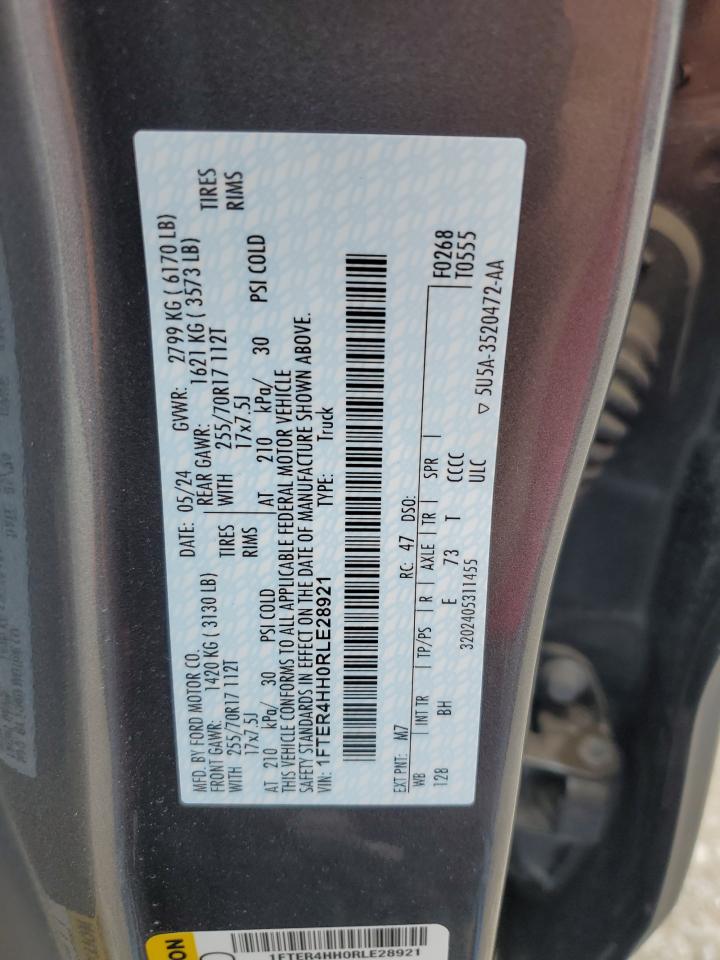 MFD. BY FORD MOTOR CO.
DATE: 05/24 GVWR: 2799 KG ( 6170 LB)
FRONT GAWR: 1420 KG ( 3130 LB) REAR GAWR: 1621 KG ( 3573 LB)
WITH 255/70R17 112T TIRES WITH 255/70R17 112T TIRES
17x7.5J RIMS 17x7.5J RIMS
AT 210 kPa/ 30 PSI COLD AT 210 kPa/ 30 PSI COLD
THIS VEHICLE CONFORMS TO ALL APPLICABLE FEDERAL MOTOR VEHICLE
SAFETY STANDARDS IN EFFECT ON THE DATE OF MANUFACTURE SHOWN ABOVE.
VIN: 1FTER4HH0RLE28921 TYPE: Truck
EXT PNT: M7 RC: 47 DSO: F0268
WB INT TR TP/PS R AXLE TR SPR T0555
128 BH E 73 T CCCC
ULC
3202405311455 ▽ 5U5A-3520472-AA
ON
1FTER4HH0RLE28921